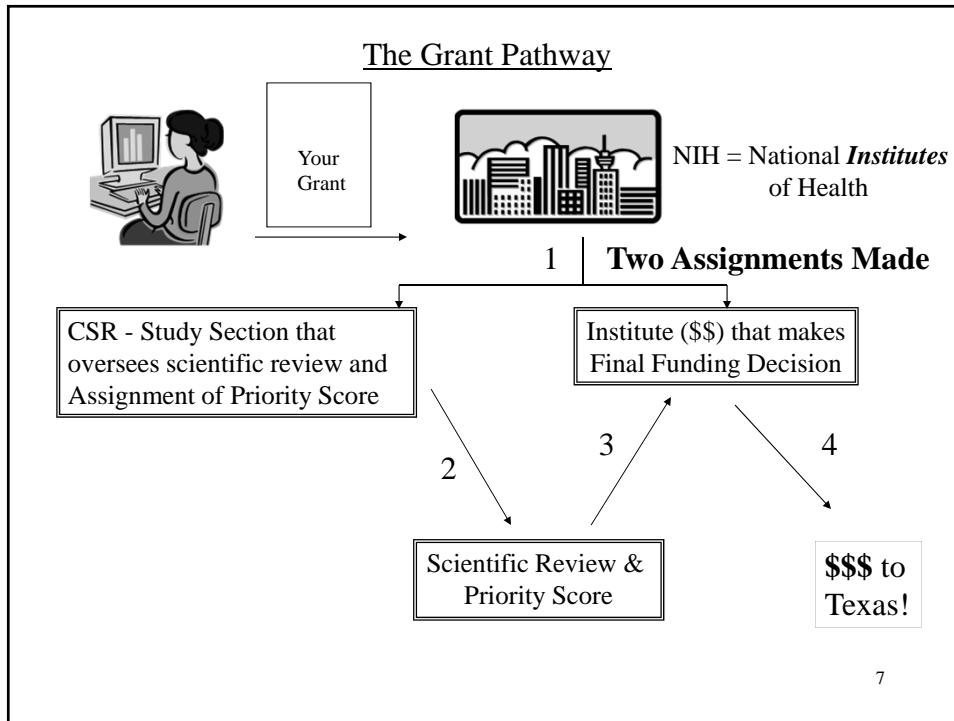 The Grant Pathway
Your
Grant
NIH = National Institutes
of Health
1
Two Assignments Made
CSR - Study Section that
oversees scientific review and
Assignment of Priority Score
Institute ($$) that makes
Final Funding Decision
2
3
4
Scientific Review &
Priority Score
$$$ to
Texas!
7